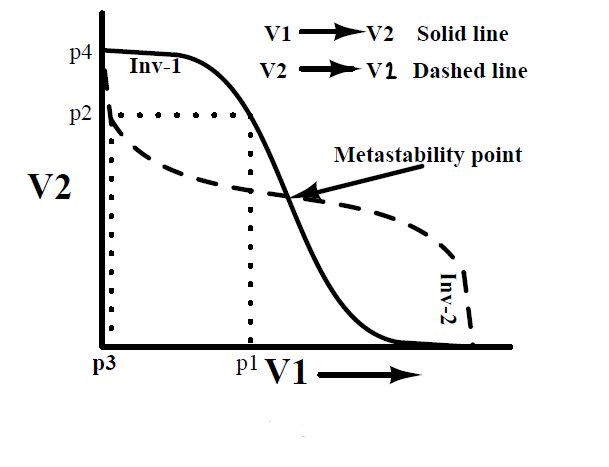 V1 → V2 Solid line
V2 → V1 Dashed line
p4
Inv-1
p2
Metastability point
V2
Inv-2
p3
p1
V1